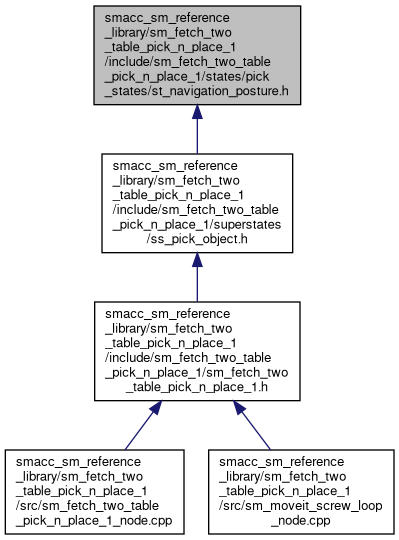 smacc_sm_reference
_library/sm_fetch_two
_table_pick_n_place_1
/include/sm_fetch_two_table
_pick_n_place_1/states/pick
_states/st_navigation_posture.h
smacc_sm_reference
_library/sm_fetch_two
_table_pick_n_place_1
/include/sm_fetch_two_table
_pick_n_place_1/superstates
/ss_pick_object.h
smacc_sm_reference
_library/sm_fetch_two
_table_pick_n_place_1
/include/sm_fetch_two_table
_pick_n_place_1/sm_fetch_two
_table_pick_n_place_1.h
smacc_sm_reference
_library/sm_fetch_two
_table_pick_n_place_1
/src/sm_fetch_two_table
_pick_n_place_1_node.cpp
smacc_sm_reference
_library/sm_fetch_two
_table_pick_n_place_1
/src/sm_moveit_screw_loop
_node.cpp